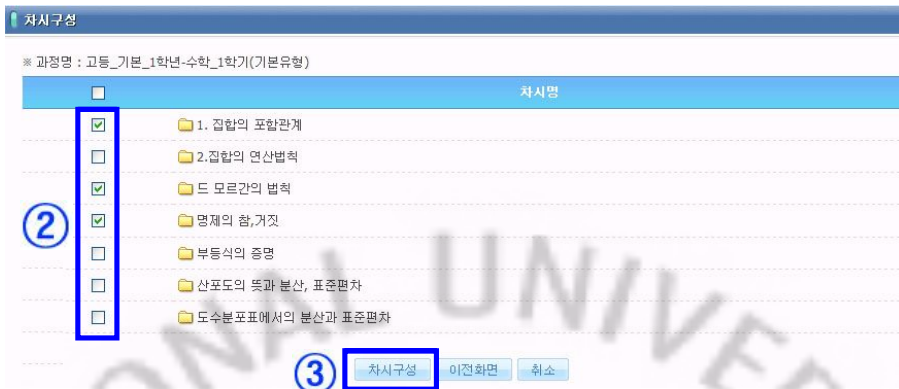 차시구성
※ 과정명 : 고등_기본_1학년-수학_1학기(기본유형)
차시명
1. 집합의 포함관계
2.집합의 연산법칙
드 모르간의 법칙
명제의 참,거짓
부등식의 증명
산포도의 뜻과 분산, 표준편차
도수분포표에서의 분산과 표준편차
②
③ 차시구성 이전화면 취소
ONAL UNIVE